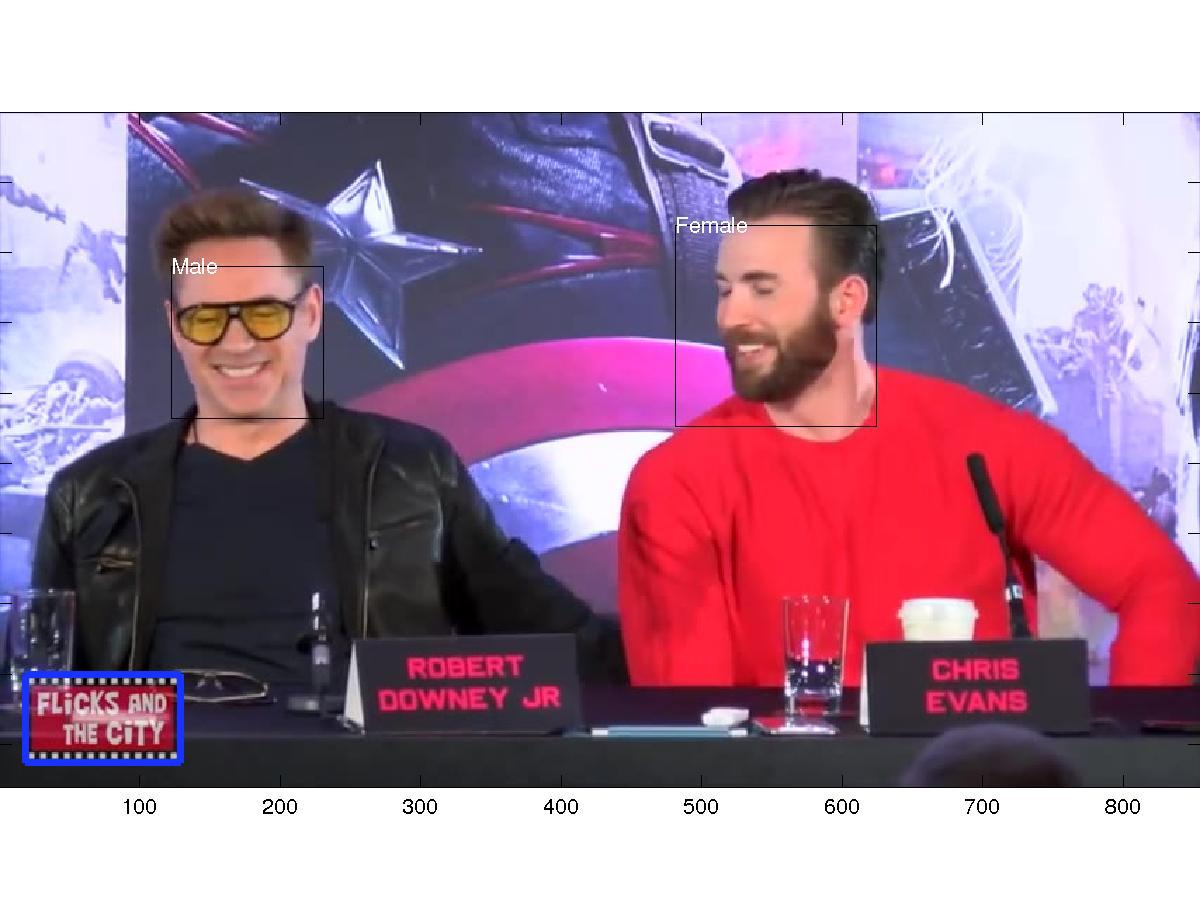 Male
Female
ROBERT
DOWNEY JR
CHRIS
EVANS
FLiCKS AND
THE CiTY
100 200 300 400 500 600 700 800